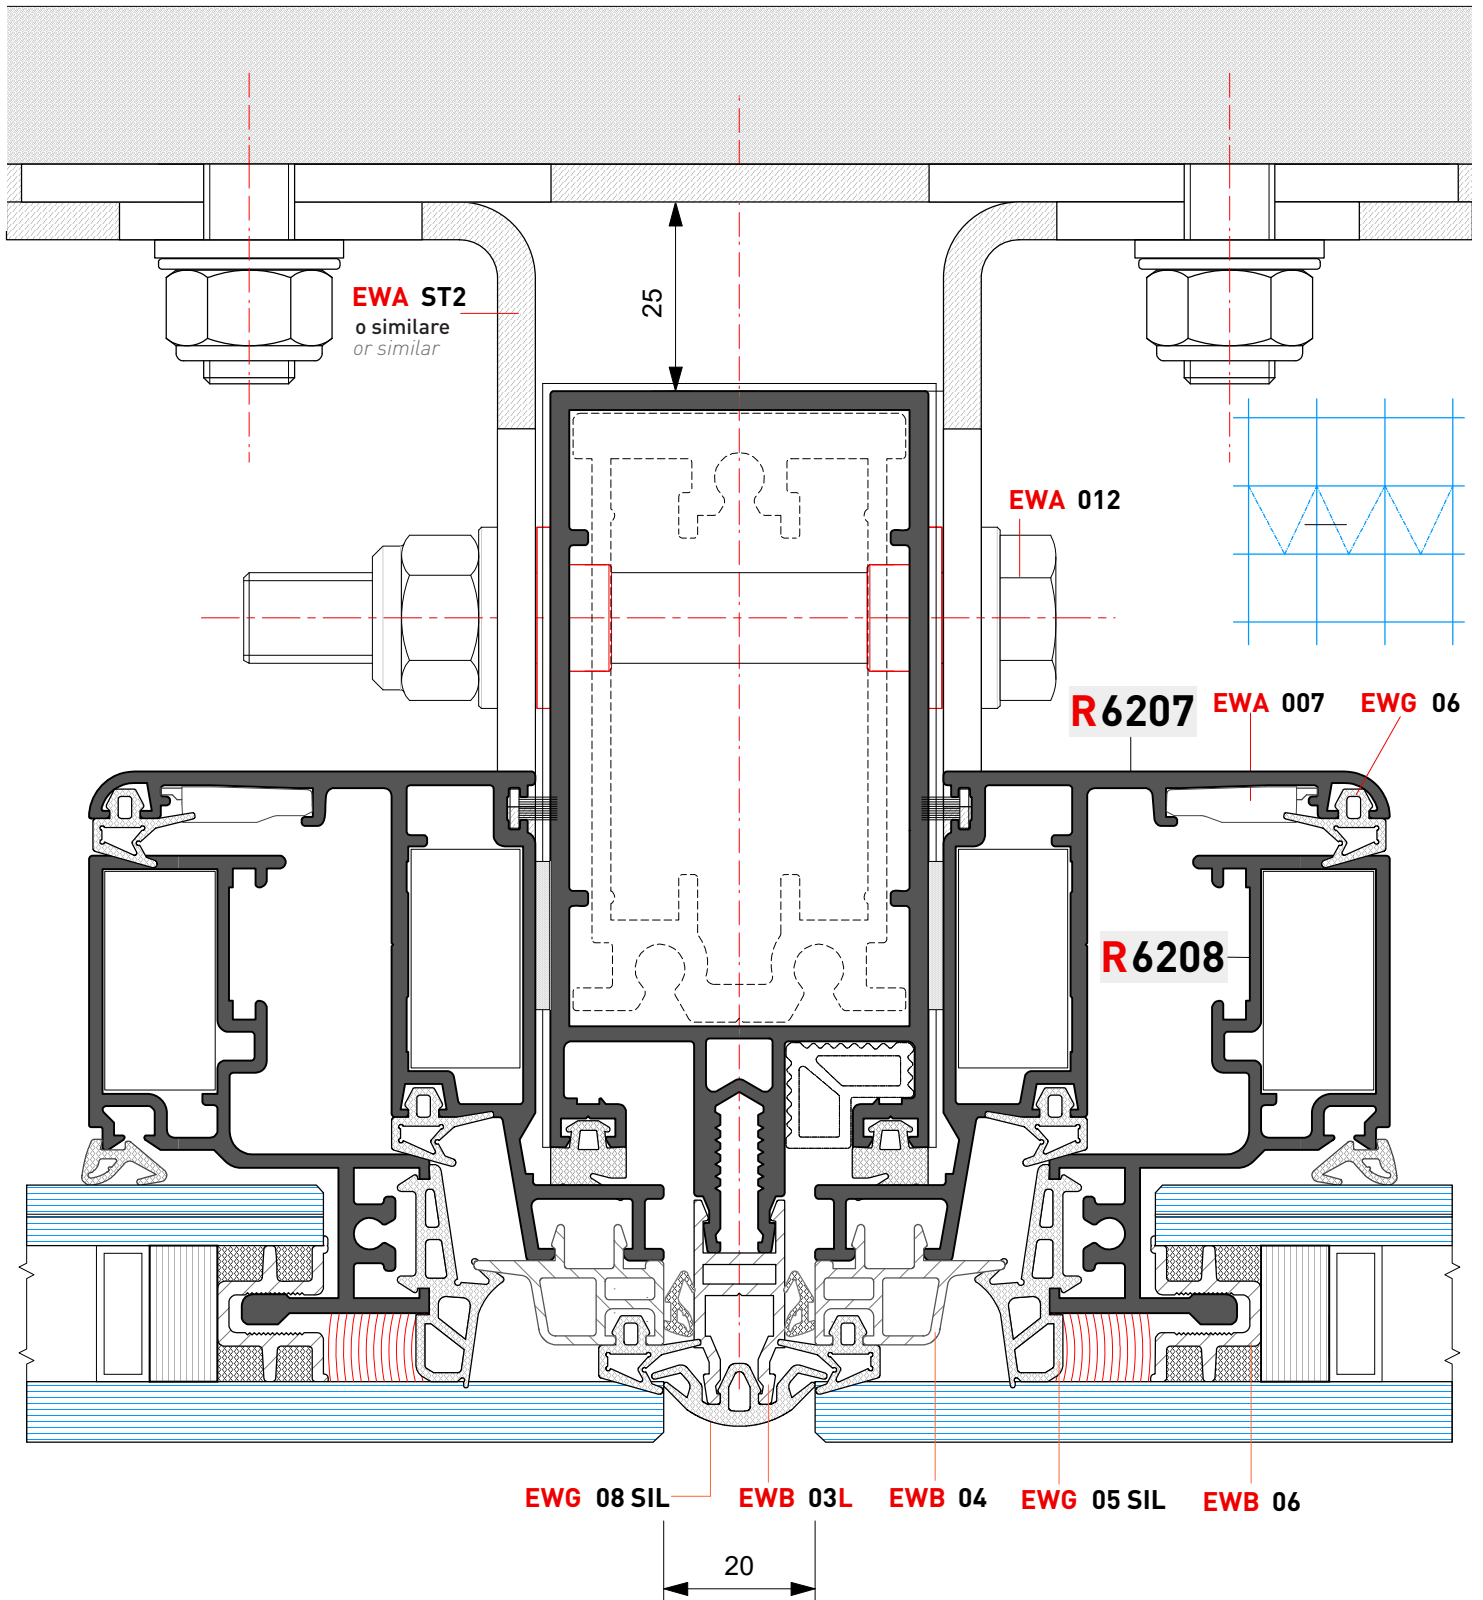 EWA ST2
o similare
or similar
25
EWA 012
R6207
EWA 007
EWG 06
R6208
EWG 08 SIL
EWB 03L
EWB 04
EWG 05 SIL
EWB 06
20